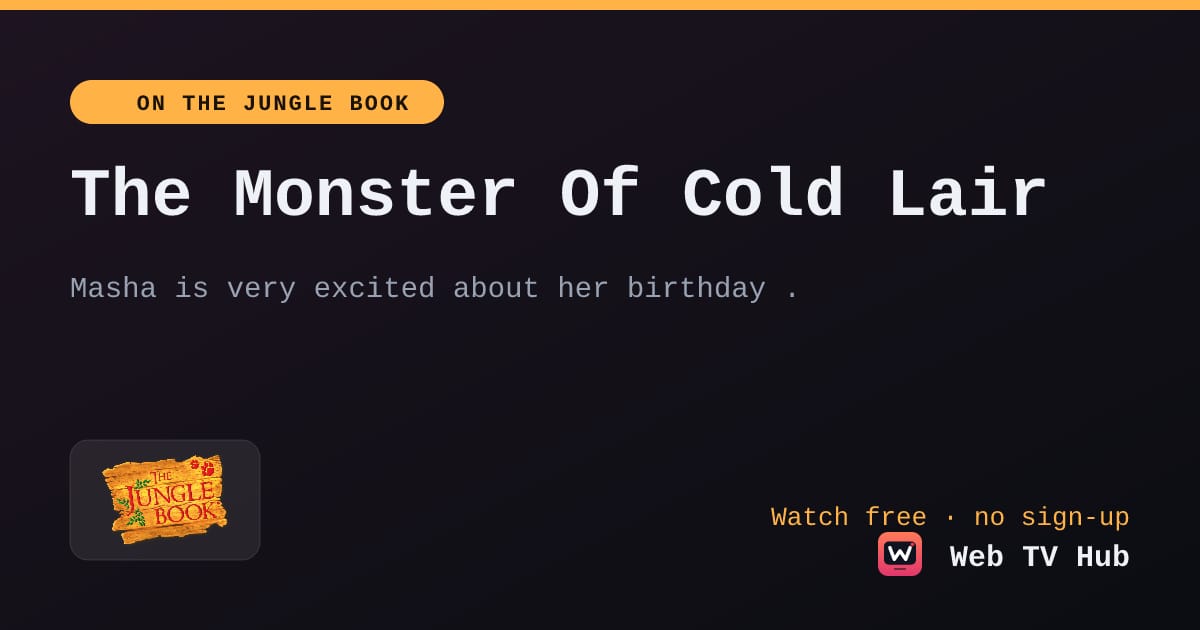 ON THE JUNGLE BOOK
The Monster Of Cold Lair
Masha is very excited about her birthday .
THE
JUNGLE
BOOK
Watch free · no sign-up
W
Web TV Hub